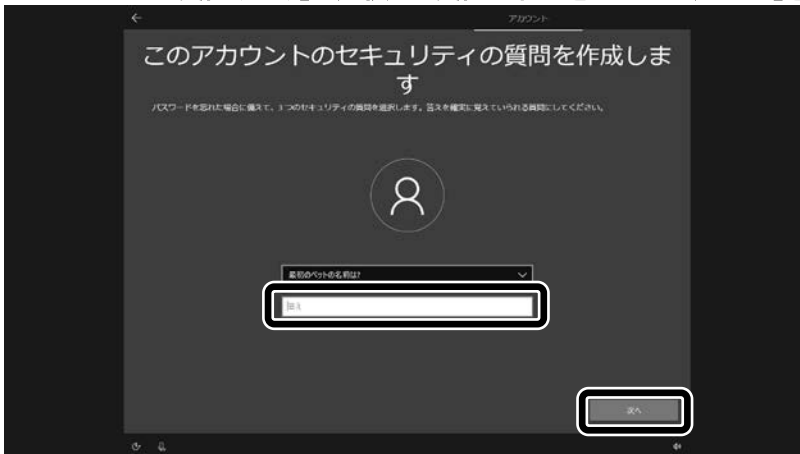 アカウント
このアカウントのセキュリティの質問を作成しま
す
パスワードを忘れた場合に備えて、3 つのセキュリティの質問を選択します。答えを確実に覚えていられる質問にしてください。
最初のペットの名前は?
答え
次へ